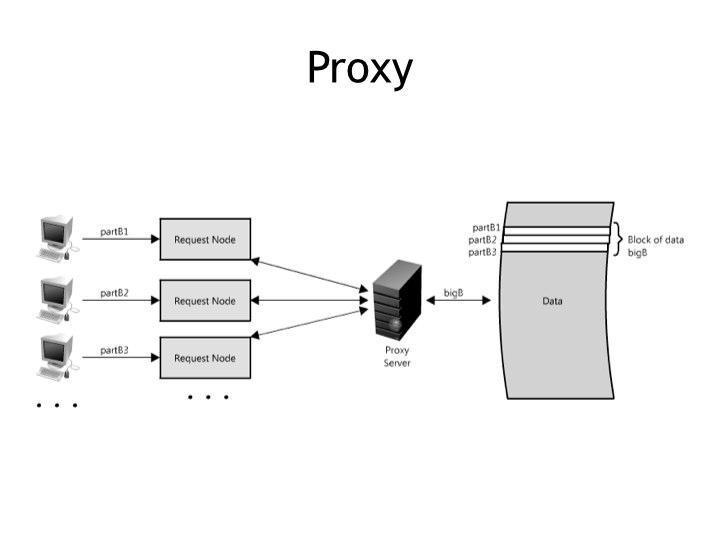 Proxy
partB1
Request Node
partB2
Request Node
partB3
Request Node
. . .
. . .
Proxy
Server
bigB
partB1
partB2
partB3
Data
Block of data
bigB